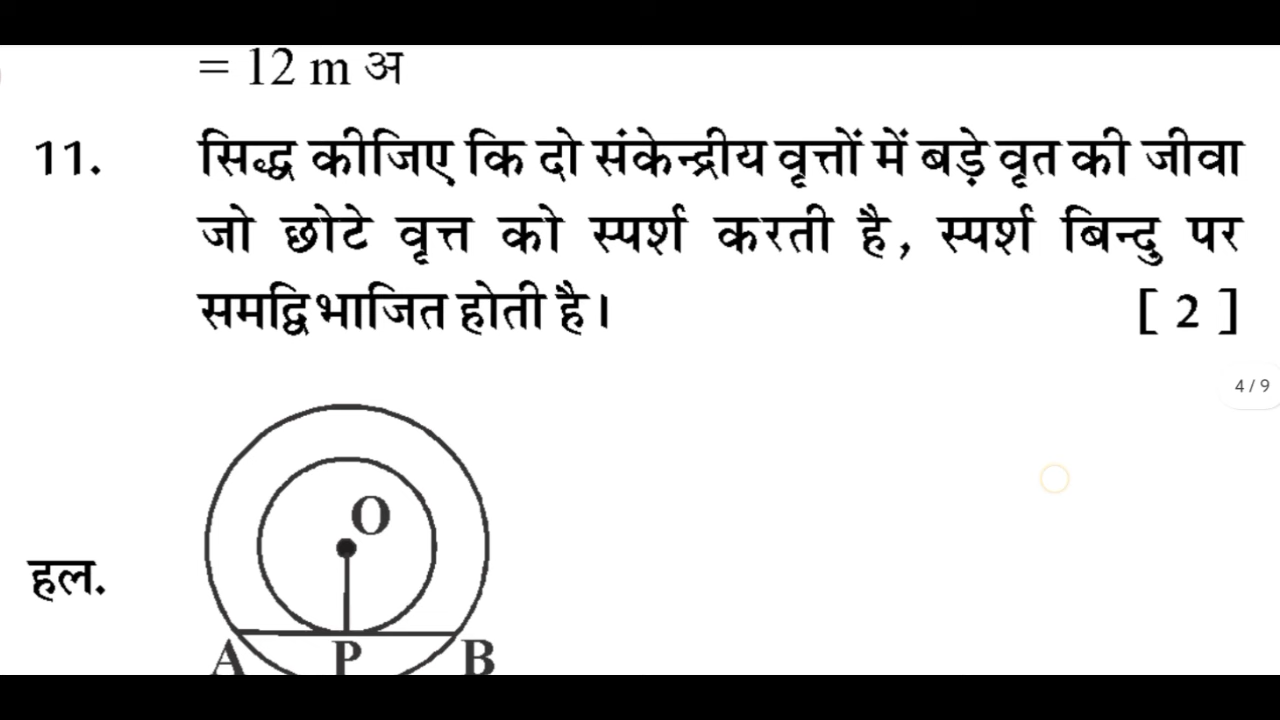 = 12 m अ
11. सिद्ध कीजिए कि दो संकेन्द्रीय वृत्तों में बड़े वृत की जीवा
जो छोटे वृत्त को स्पर्श करती है, स्पर्श बिन्दु पर
समद्विभाजित होती है। [ 2 ]
4 / 9
O
हल.
A P B